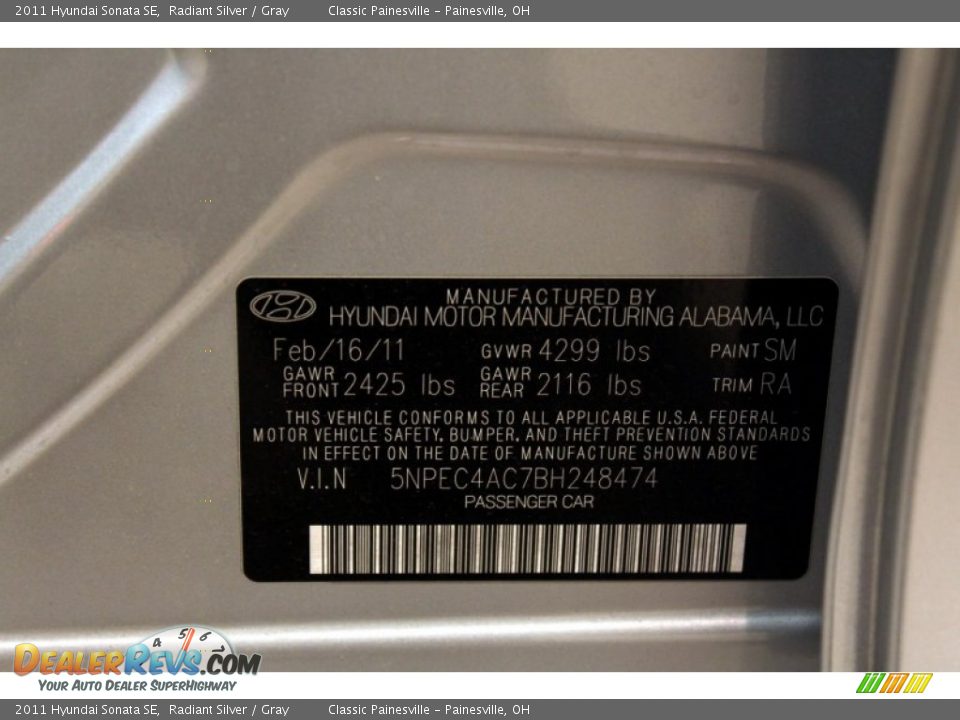 2011 Hyundai Sonata SE, Radiant Silver / Gray Classic Painesville - Painesville, OH
MANUFACTURED BY
HYUNDAI MOTOR MANUFACTURING ALABAMA, LLC
Feb/16/11 GVWR 4299 lbs PAINT SM
GAWR FRONT 2425 lbs GAWR REAR 2116 lbs TRIM RA
THIS VEHICLE CONFORMS TO ALL APPLICABLE U.S.A. FEDERAL
MOTOR VEHICLE SAFETY, BUMPER, AND THEFT PREVENTION STANDARDS
IN EFFECT ON THE DATE OF MANUFACTURE SHOWN ABOVE
V.I.N 5NPEC4AC7BH248474
PASSENGER CAR
4 5 6
DEALERREVS.COM
YOUR AUTO DEALER SUPERHIGHWAY
2011 Hyundai Sonata SE, Radiant Silver / Gray Classic Painesville - Painesville, OH